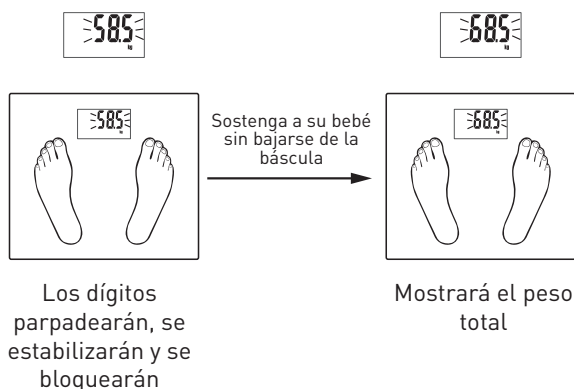 58.5
kg
68.5
kg
58.5
68.5
Sostenga a su bebé
sin bajarse de la
báscula
Los dígitos
parpadearán, se
estabilizarán y se
bloquearán
Mostrará el peso
total